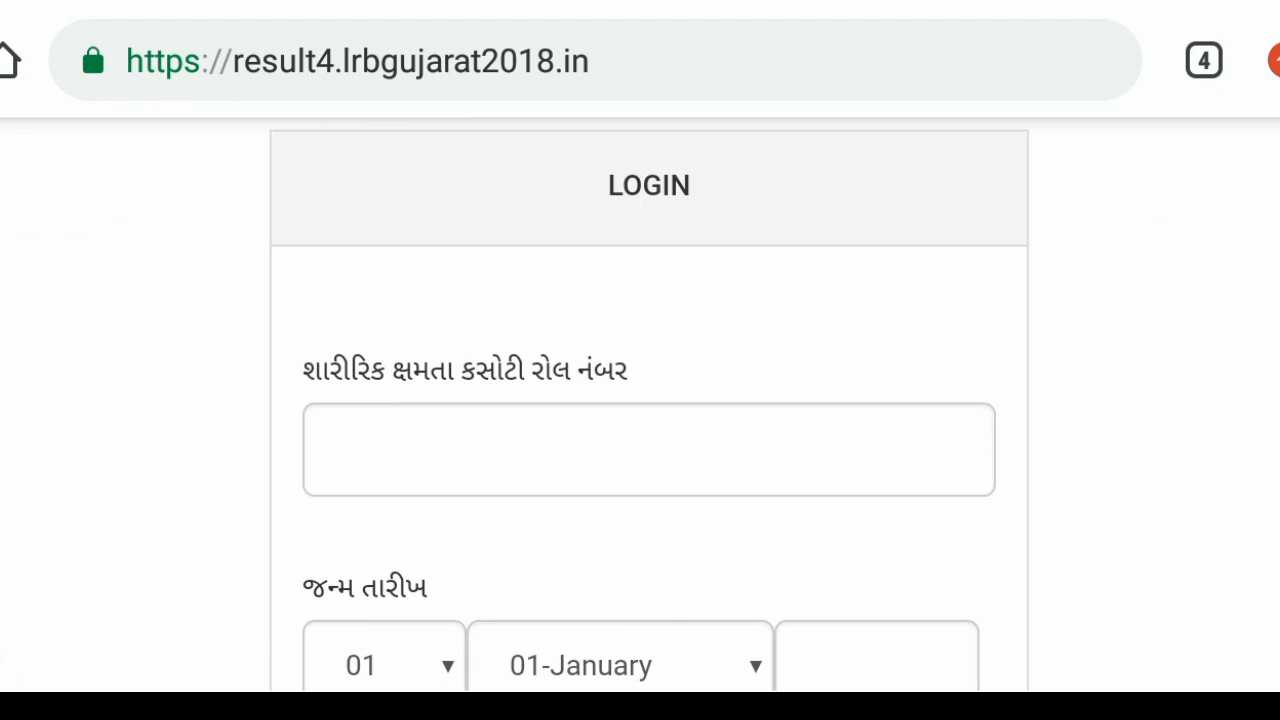 https://result4.lrbgujarat2018.in
4
LOGIN
શારીરિક ક્ષમતા કસોટી રોલ નંબર
જન્મ તારીખ
01 01-January